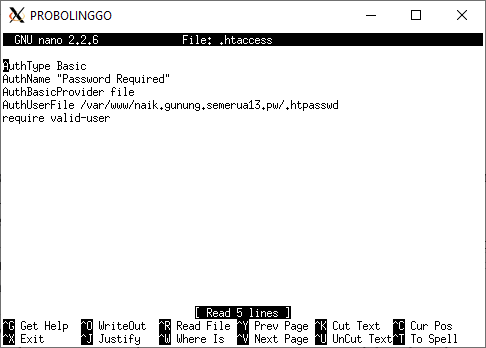 PROBOLINGGO
GNU nano 2.2.6 File: .htaccess
AuthType Basic
AuthName "Password Required"
AuthBasicProvider file
AuthUserFile /var/www/naik.gunung.semerua13.pw/.htpasswd
require valid-user
[ Read 5 lines ]
^G Get Help ^O WriteOut ^R Read File ^Y Prev Page ^K Cut Text ^C Cur Pos
^X Exit ^J Justify ^W Where Is ^V Next Page ^U UnCut Text ^T To Spell